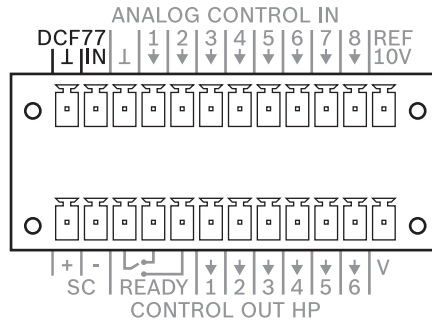 ANALOG CONTROL IN
DCF77 1 2 3 4 5 6 7 8 REF
IN 10V
+ - V
SC READY 1 2 3 4 5 6
CONTROL OUT HP